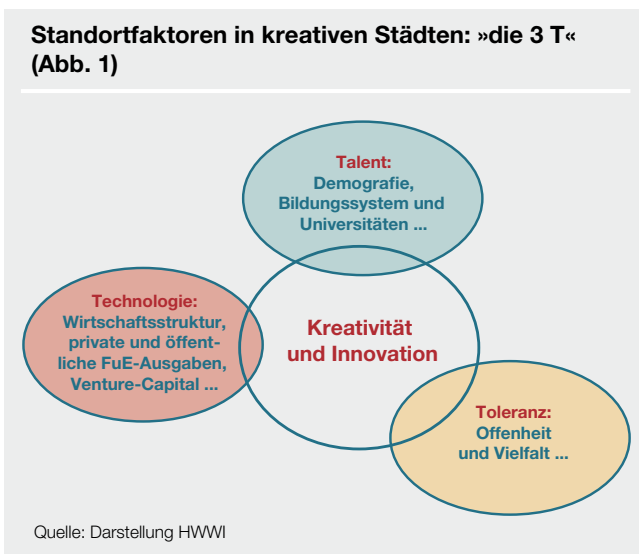 Standortfaktoren in kreativen Städten: »die 3 T«
(Abb. 1)
Talent:
Demografie,
Bildungssystem und
Universitäten ...
Technologie:
Wirtschaftsstruktur,
private und öffent-
liche FuE-Ausgaben,
Venture-Capital ...
Kreativität
und Innovation
Toleranz:
Offenheit
und Vielfalt ...
Quelle: Darstellung HWWI